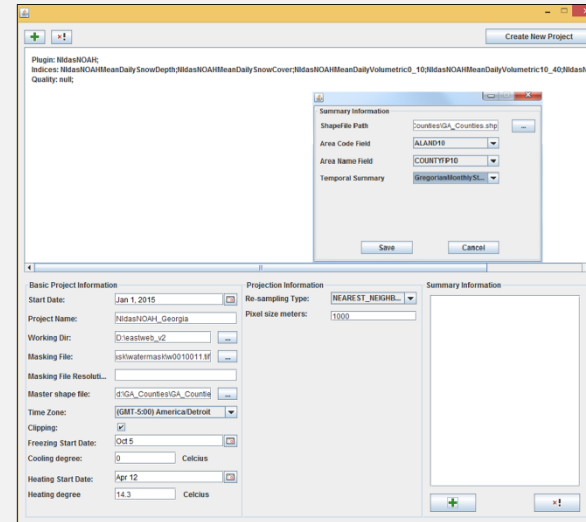 Create New Project
Plugin: NldasNOAH;
Indices: NldasNOAHMeanDailySnowDepth;NldasNOAHMeanDailySnowCover;NldasNOAHMeanDailyVolumetric0_10;NldasNOAHMeanDailyVolumetric10_40;NldasN
Quality: null;
Summary Information
ShapeFile Path Counties\GA_Counties.shp ...
Area Code Field ALAND10
Area Name Field COUNTYFP10
Temporal Summary GregorianMonthlySt...
Save Cancel
Basic Project Information
Start Date: Jan 1, 2015
Project Name: NldasNOAH_Georgia
Working Dir: D:\eastweb_v2 ...
Masking File: ask\watermask\w0010011.tif ...
Masking File Resoluti...
Master shape file: d:\GA_Counties\GA_Countie ...
Time Zone: (GMT-5:00) America/Detroit
Clipping:
Freezing Start Date: Oct 5
Cooling degree: 0 Celcius
Heating Start Date: Apr 12
Heating degree 14.3 Celcius
Projection Information
Re-sampling Type: NEAREST_NEIGHB...
Pixel size meters: 1000
Summary Information